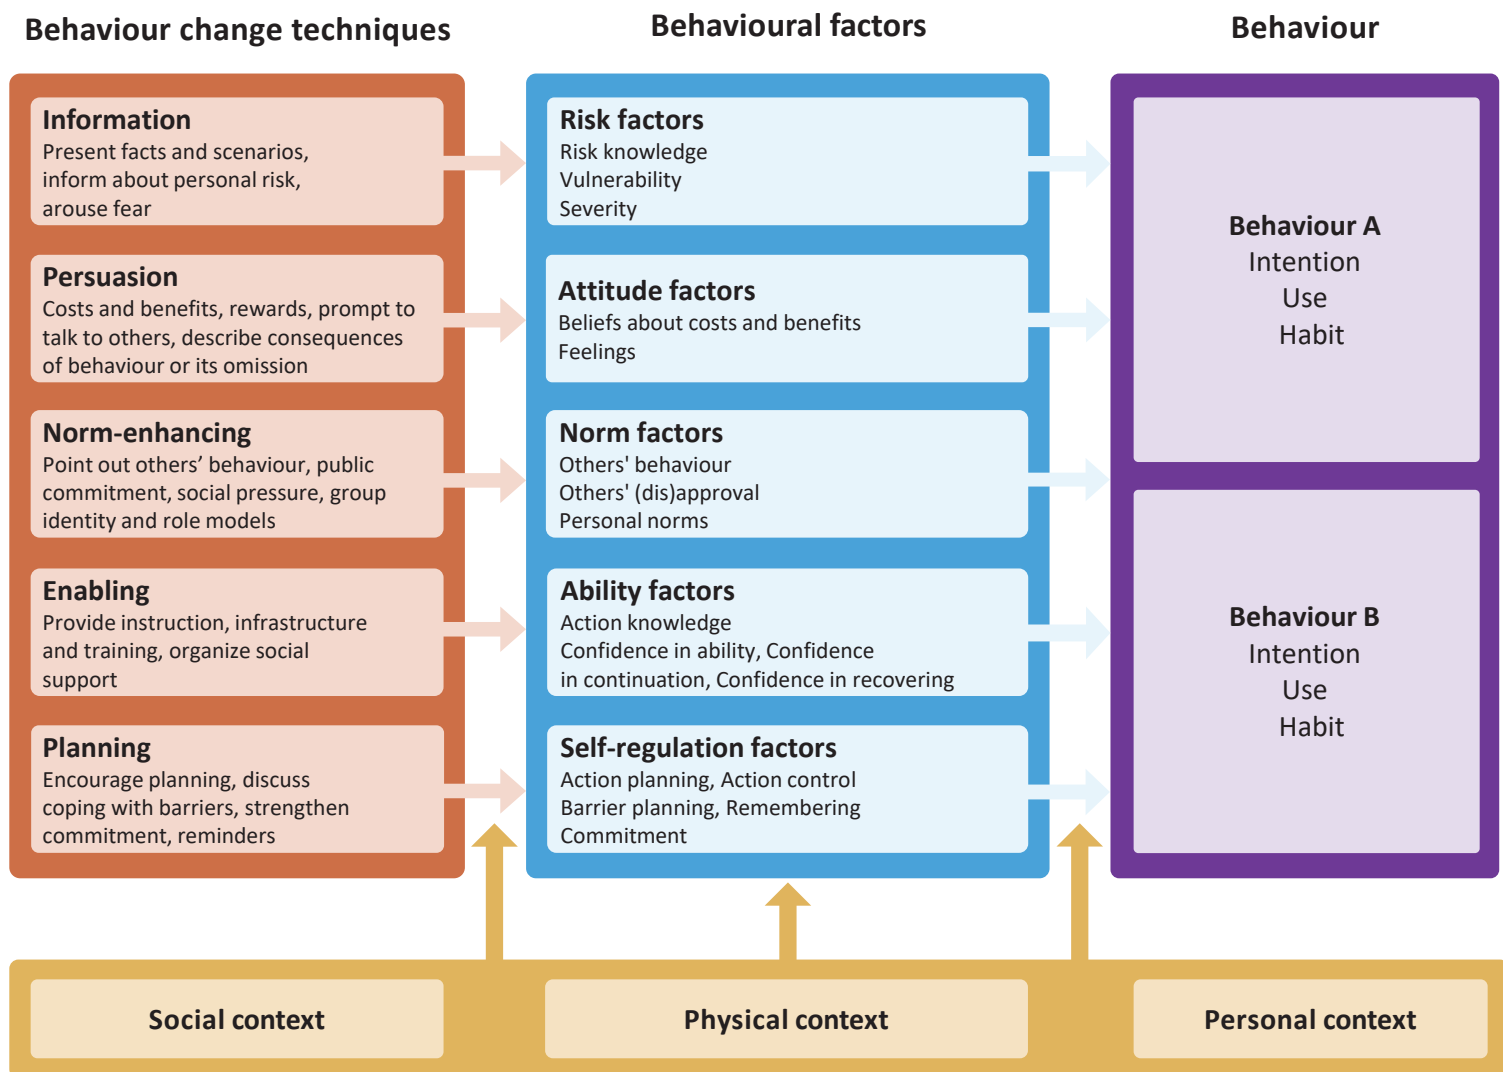 Behaviour change techniques
Behavioural factors
Behaviour
Information
Present facts and scenarios,
inform about personal risk,
arouse fear
Persuasion
Costs and benefits, rewards, prompt to
talk to others, describe consequences
of behaviour or its omission
Norm-enhancing
Point out others’ behaviour, public
commitment, social pressure, group
identity and role models
Enabling
Provide instruction, infrastructure
and training, organize social
support
Planning
Encourage planning, discuss
coping with barriers, strengthen
commitment, reminders
Risk factors
Risk knowledge
Vulnerability
Severity
Attitude factors
Beliefs about costs and benefits
Feelings
Norm factors
Others' behaviour
Others' (dis)approval
Personal norms
Ability factors
Action knowledge
Confidence in ability, Confidence
in continuation, Confidence in recovering
Self-regulation factors
Action planning, Action control
Barrier planning, Remembering
Commitment
Behaviour A
Intention
Use
Habit
Behaviour B
Intention
Use
Habit
Social context
Physical context
Personal context